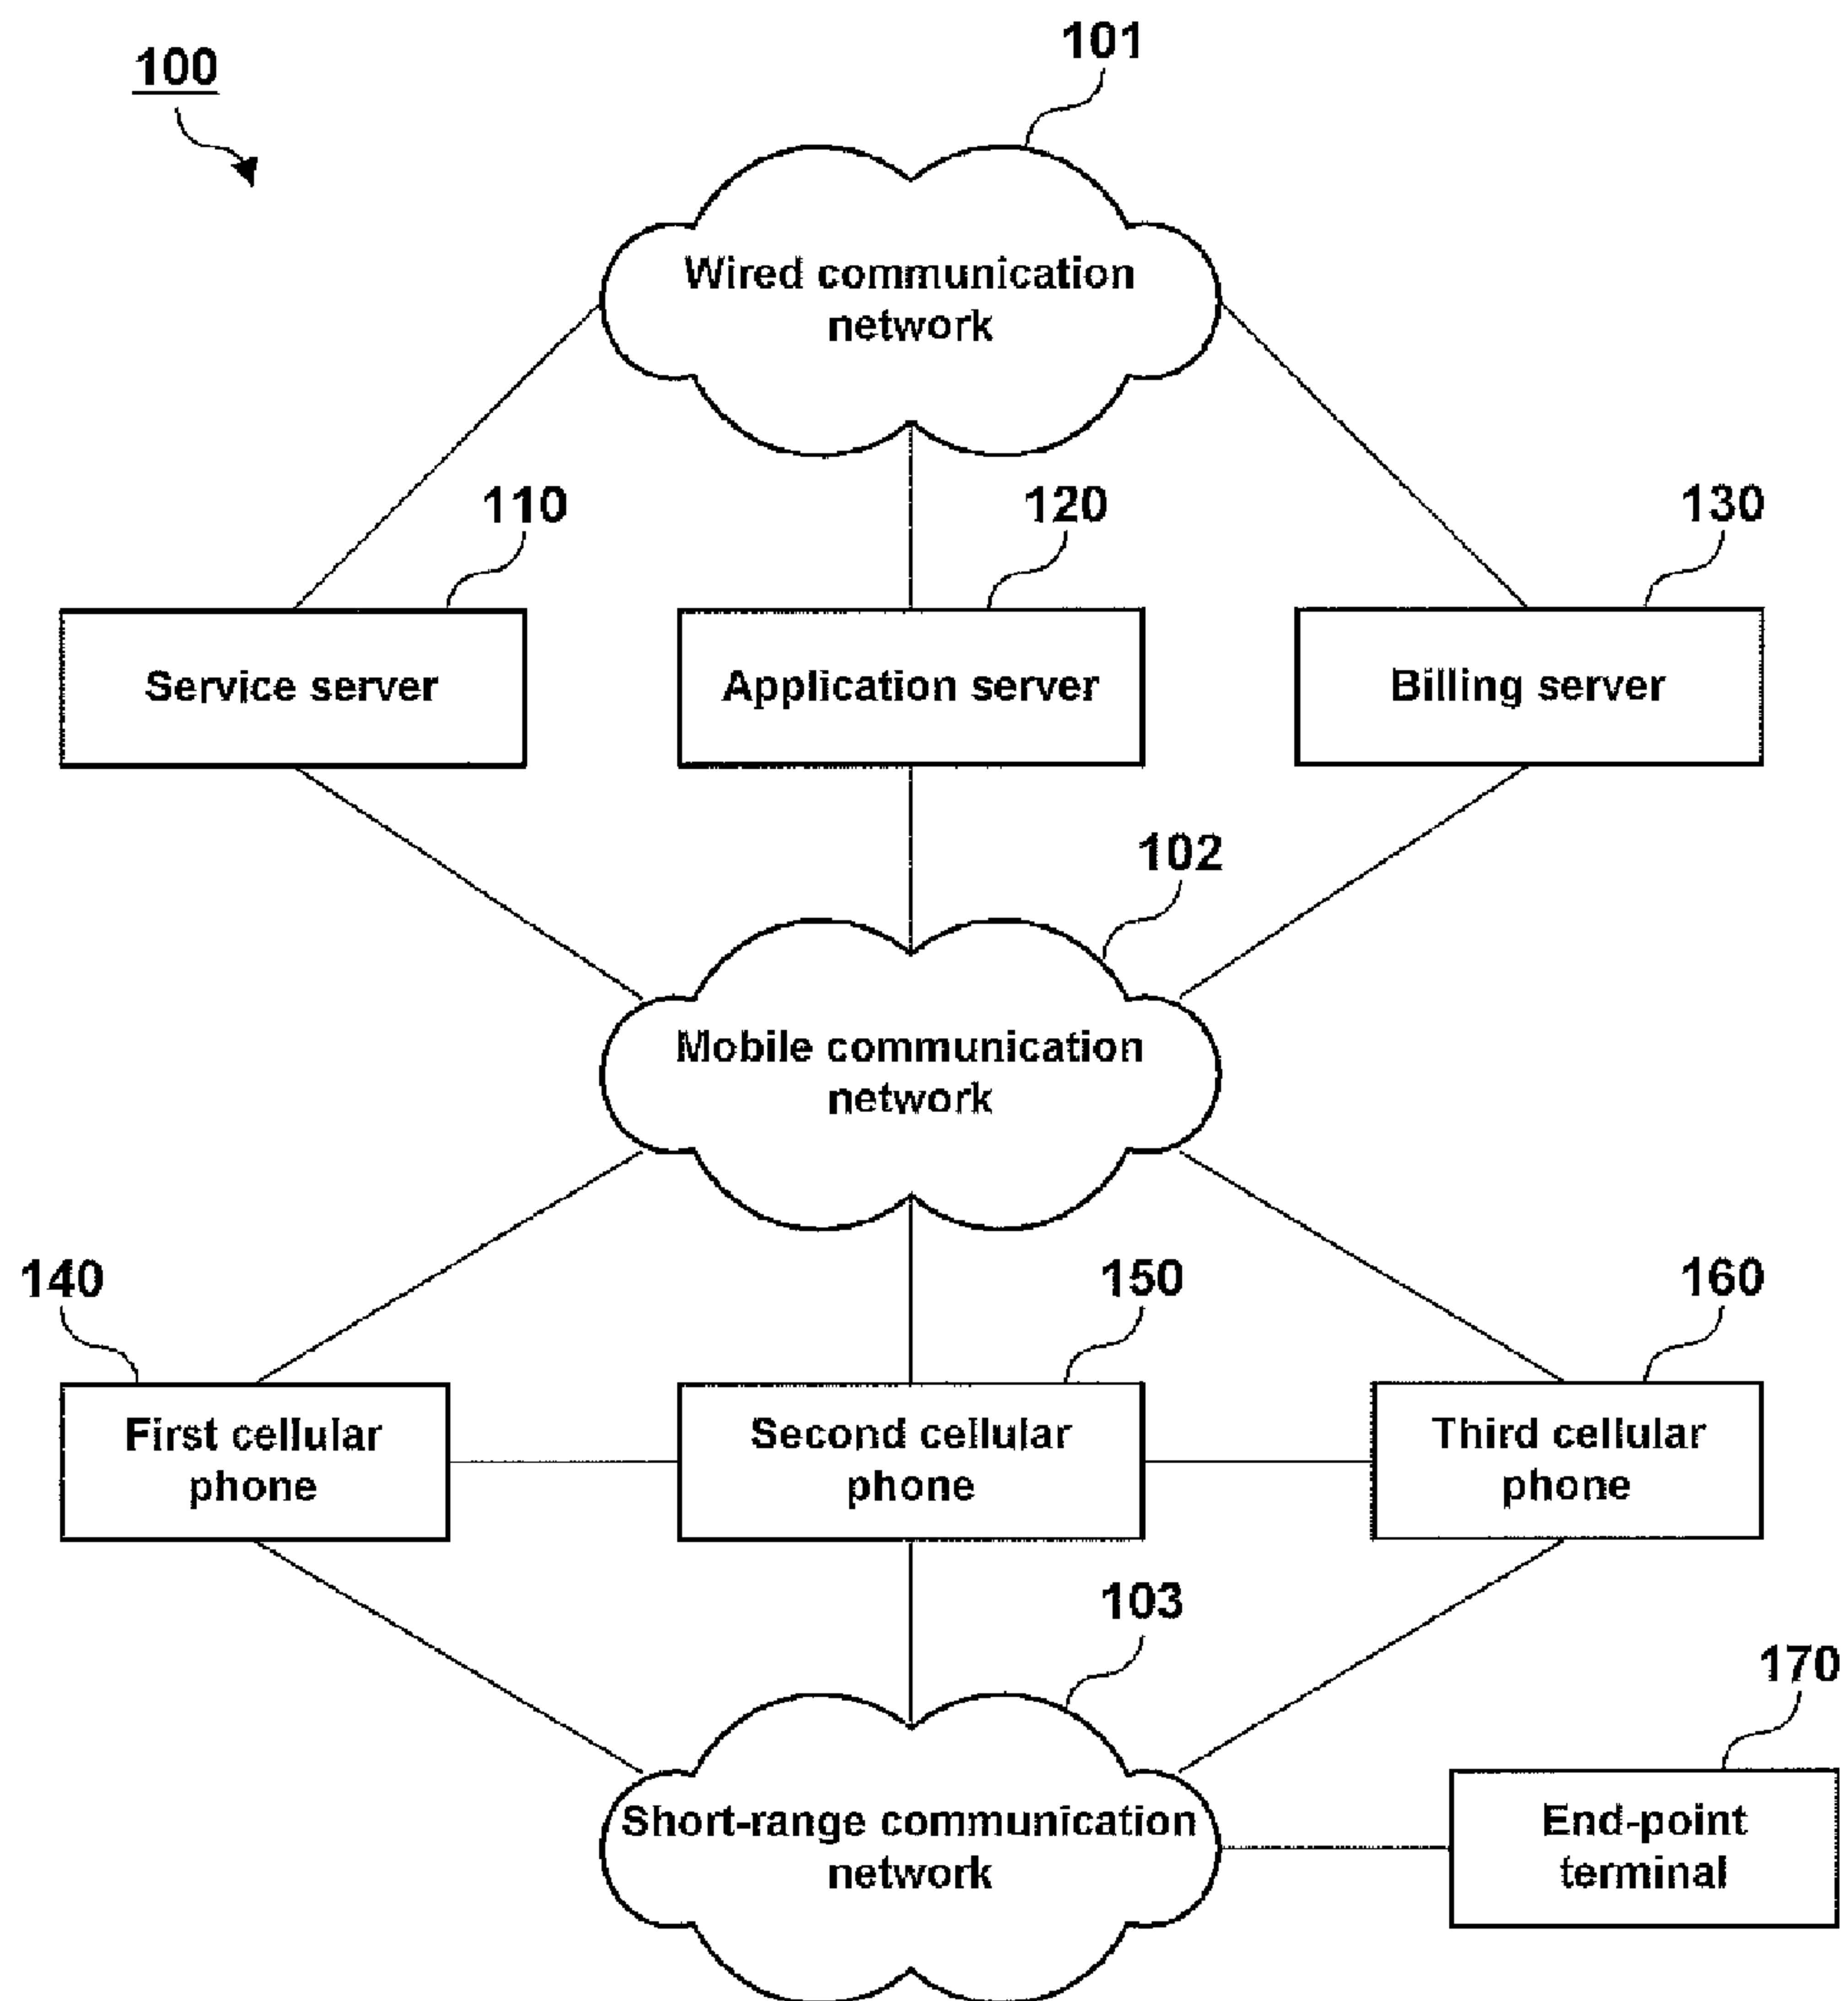 100
101
Wired communication
network
110
120
130
Service server
Application server
Billing server
102
Mobile communication
network
140
150
160
First cellular
phone
Second cellular
phone
Third cellular
phone
103
170
Short-range communication
network
End-point
terminal